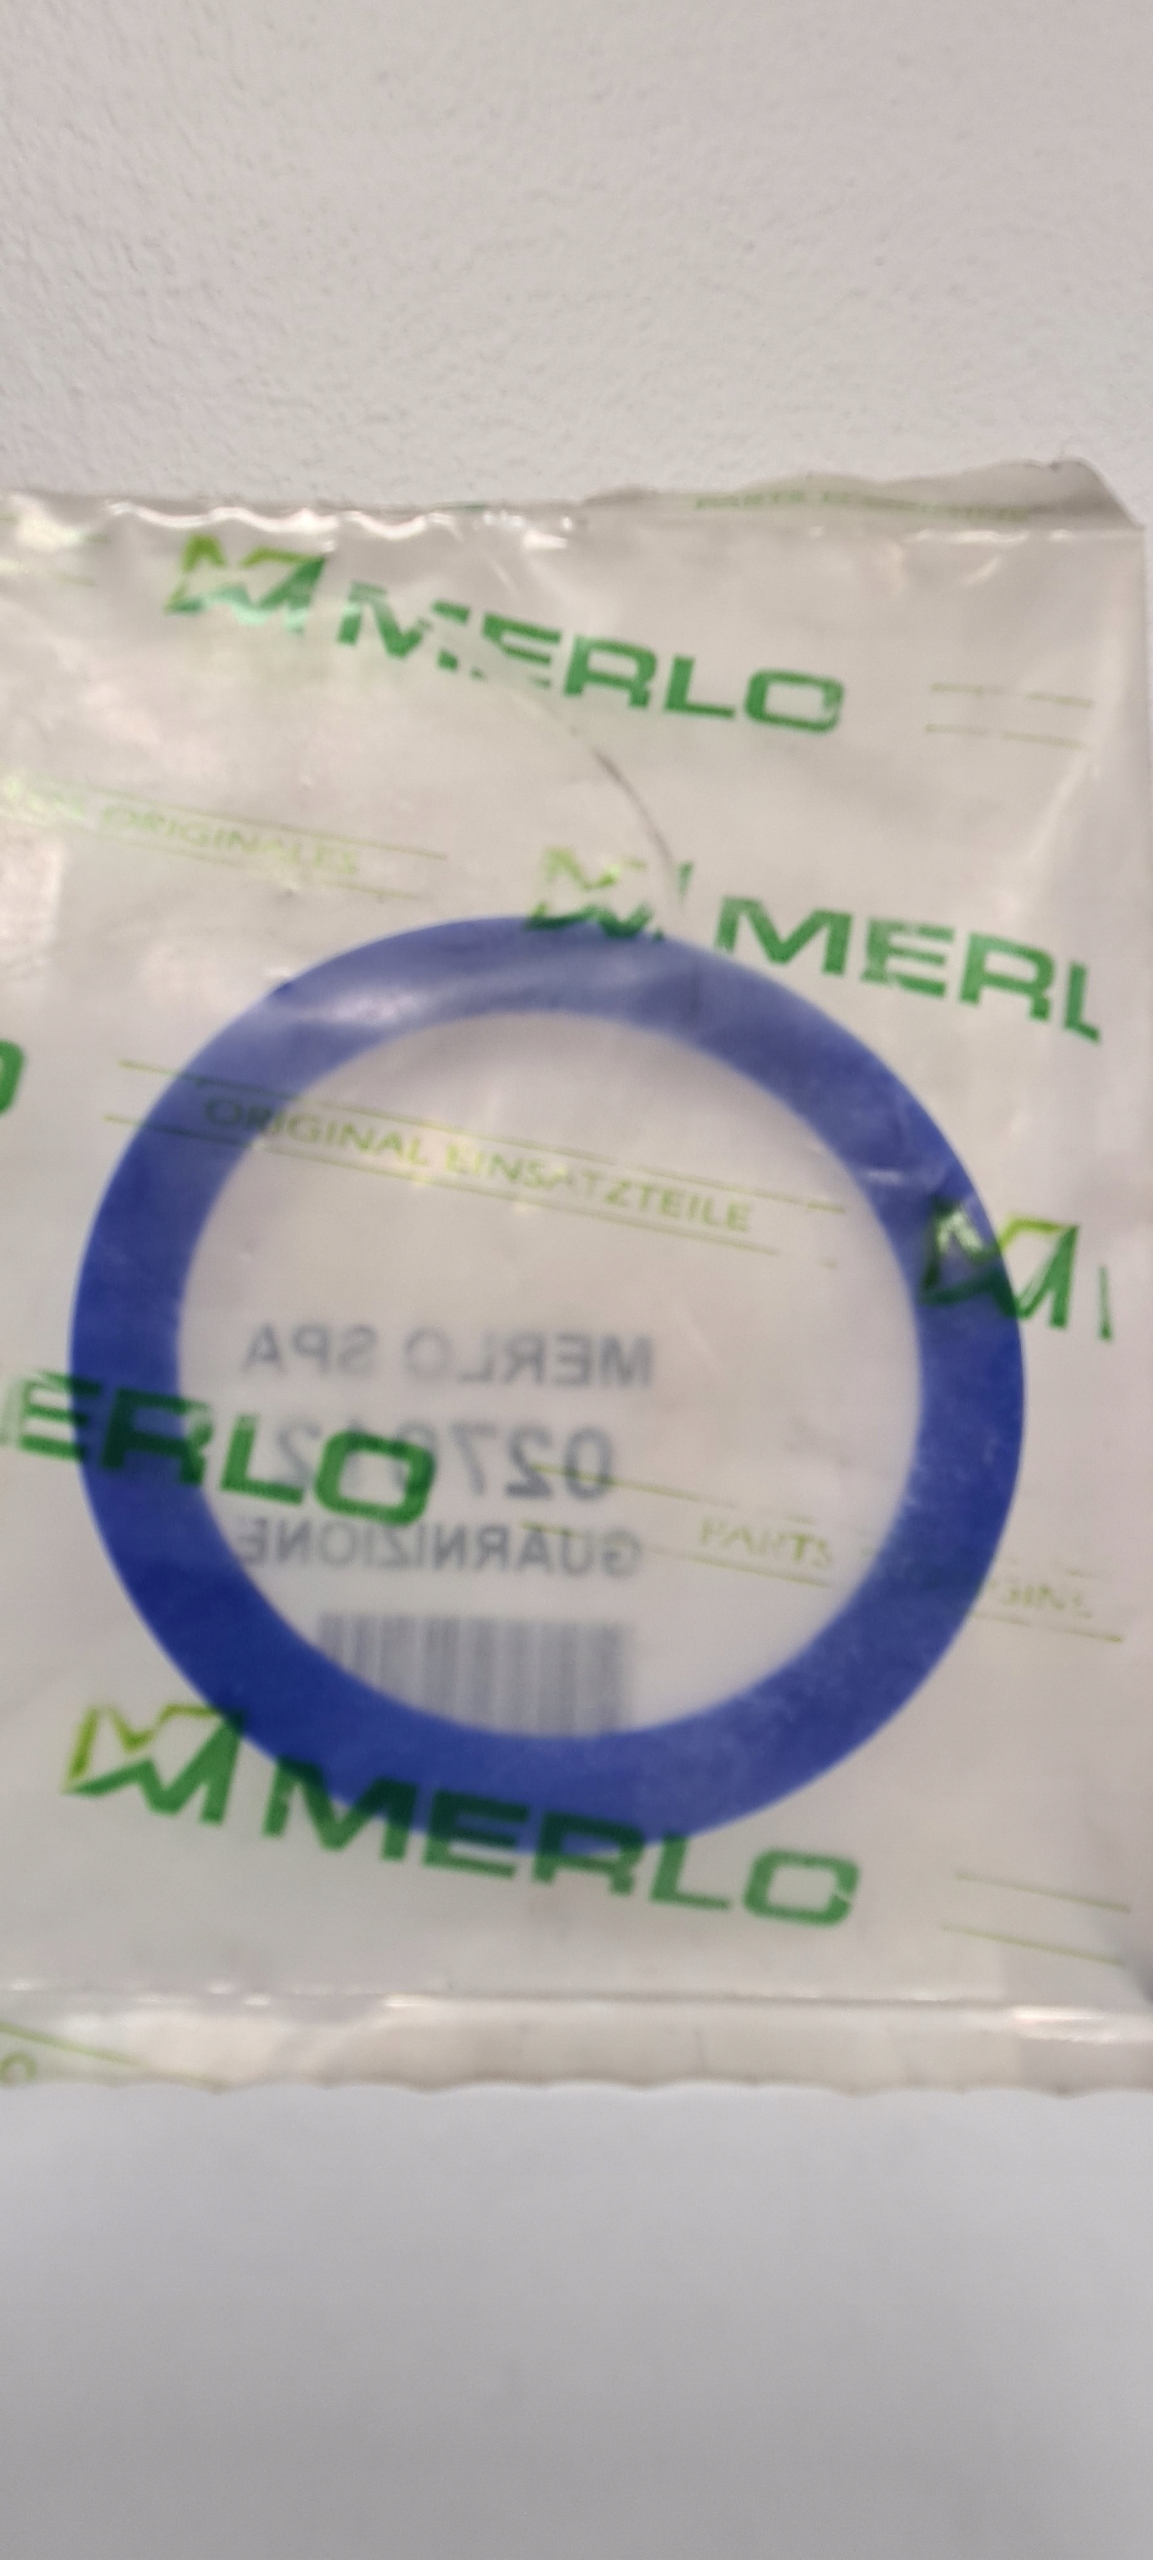 MERLO
ORIGINALES
MERL
ORIGINAL EINSATZTEILE
MERLO SPA
ERLO
GUARNIZIONE
PARTS
MERLO